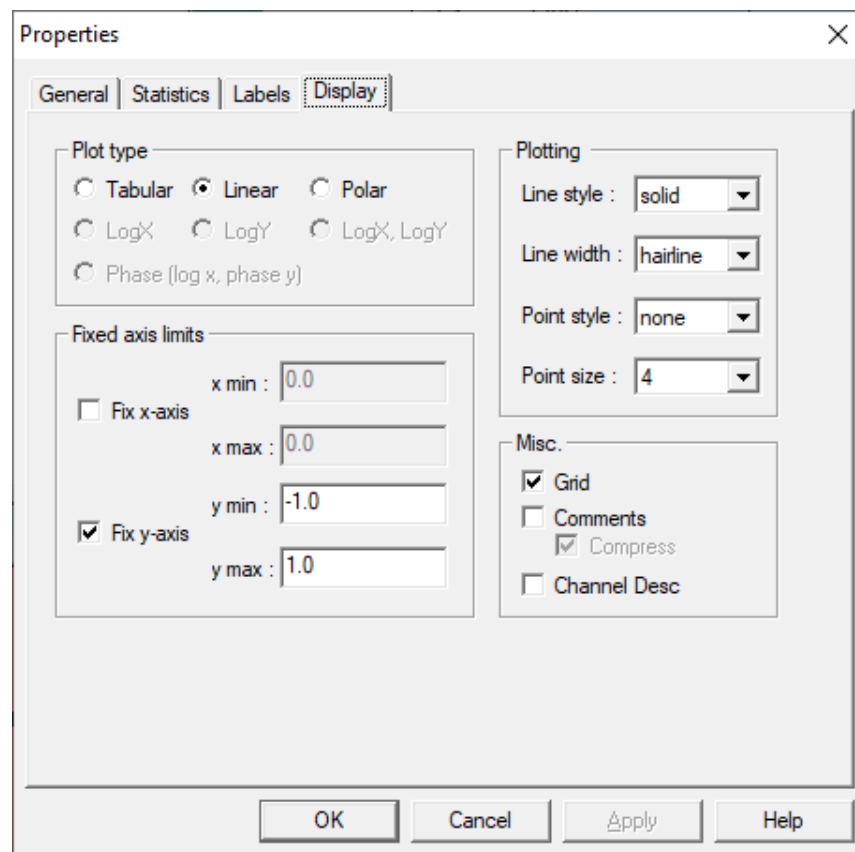 Properties
General
Statistics
Labels
Display
Plot type
Tabular
Linear
Polar
LogX
LogY
LogX, LogY
Phase (log x, phase y)
Fixed axis limits
Fix x-axis
x min :
0.0
x max :
0.0
Fix y-axis
y min :
-1.0
y max :
1.0
Plotting
Line style :
solid
Line width :
hairline
Point style :
none
Point size :
4
Misc.
Grid
Comments
Compress
Channel Desc
OK
Cancel
Apply
Help